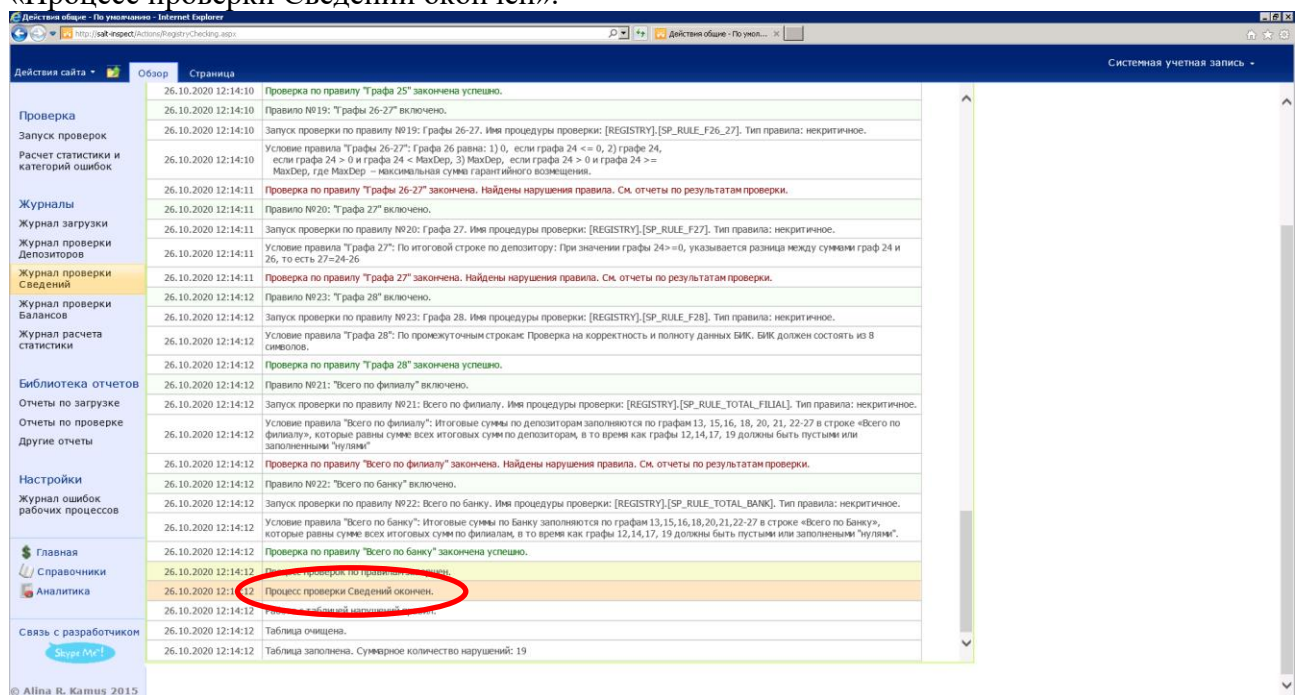 «Процесс проверки Сведений окончен».
Действия общие - По умолчанию - Internet Explorer
http://salt-inspect/Actions/RegistryChecking.aspx
Действия общие - По умол...
Действия сайта
Обзор
Страница
Системная учетная запись
Проверка
Запуск проверок
Расчет статистики и
категорий ошибок
Журналы
Журнал загрузки
Журнал проверки
Депозиторов
Журнал проверки
Сведений
Журнал проверки
Балансов
Журнал расчета
статистики
Библиотека отчетов
Отчеты по загрузке
Отчеты по проверке
Другие отчеты
Настройки
Журнал ошибок
рабочих процессов
Главная
Справочники
Аналитика
Связь с разработчиком
Skype Me!
© Alina R. Kamus 2015
26.10.2020 12:14:10 Проверка по правилу "Графа 25" закончена успешно.
26.10.2020 12:14:10 Правило №19: "Графы 26-27" включено.
26.10.2020 12:14:10 Запуск проверки по правилу №19: Графы 26-27. Имя процедуры проверки: [REGISTRY].[SP_RULE_F26_27]. Тип правила: некритичное.
26.10.2020 12:14:10 Условие правила "Графы 26-27": Графа 26 равна: 1) 0, если графа 24 <= 0, 2) графе 24,
если графа 24 > 0 и графа 24 < MaxDep, 3) MaxDep, если графа 24 > 0 и графа 24 >=
MaxDep, где MaxDep – максимальная сумма гарантийного возмещения.
26.10.2020 12:14:11 Проверка по правилу "Графы 26-27" закончена. Найдены нарушения правила. См. отчеты по результатам проверки.
26.10.2020 12:14:11 Правило №20: "Графа 27" включено.
26.10.2020 12:14:11 Запуск проверки по правилу №20: Графа 27. Имя процедуры проверки: [REGISTRY].[SP_RULE_F27]. Тип правила: некритичное.
26.10.2020 12:14:11 Условие правила "Графа 27": По итоговой строке по депозитору: При значении графы 24>=0, указывается разница между суммами граф 24 и
26, то есть 27=24-26
26.10.2020 12:14:11 Проверка по правилу "Графа 27" закончена. Найдены нарушения правила. См. отчеты по результатам проверки.
26.10.2020 12:14:12 Правило №23: "Графа 28" включено.
26.10.2020 12:14:12 Запуск проверки по правилу №23: Графа 28. Имя процедуры проверки: [REGISTRY].[SP_RULE_F28]. Тип правила: некритичное.
26.10.2020 12:14:12 Условие правила "Графа 28": По промежуточным строкам: Проверка на корректность и полноту данных БИК. БИК должен состоять из 8
символов.
26.10.2020 12:14:12 Проверка по правилу "Графа 28" закончена успешно.
26.10.2020 12:14:12 Правило №21: "Всего по филиалу" включено.
26.10.2020 12:14:12 Запуск проверки по правилу №21: Всего по филиалу. Имя процедуры проверки: [REGISTRY].[SP_RULE_TOTAL_FILIAL]. Тип правила: некритичное.
26.10.2020 12:14:12 Условие правила "Всего по филиалу": Итоговые суммы по депозиторам заполняются по графам 13, 15,16, 18, 20, 21, 22-27 в строке «Всего по
филиалу», которые равны сумме всех итоговых сумм по депозиторам, в то время как графы 12,14,17, 19 должны быть пустыми или
заполненными "нулями"
26.10.2020 12:14:12 Проверка по правилу "Всего по филиалу" закончена. Найдены нарушения правила. См. отчеты по результатам проверки.
26.10.2020 12:14:12 Правило №22: "Всего по банку" включено.
26.10.2020 12:14:12 Запуск проверки по правилу №22: Всего по банку. Имя процедуры проверки: [REGISTRY].[SP_RULE_TOTAL_BANK]. Тип правила: некритичное.
26.10.2020 12:14:12 Условие правила "Всего по банку": Итоговые суммы по Банку заполняются по графам 13,15,16,18,20,21,22-27 в строке «Всего по Банку»,
которые равны сумме всех итоговых сумм по филиалам, в то время как графы 12,14,17, 19 должны быть пустыми или заполнеными "нулями".
26.10.2020 12:14:12 Проверка по правилу "Всего по банку" закончена успешно.
26.10.2020 12:14:12 проверок по правилам
26.10.2020 12:14:12 Процесс проверки Сведений окончен.
26.10.2020 12:14:12 с таблицей нарушений
26.10.2020 12:14:12 Таблица очищена.
26.10.2020 12:14:12 Таблица заполнена. Суммарное количество нарушений: 19